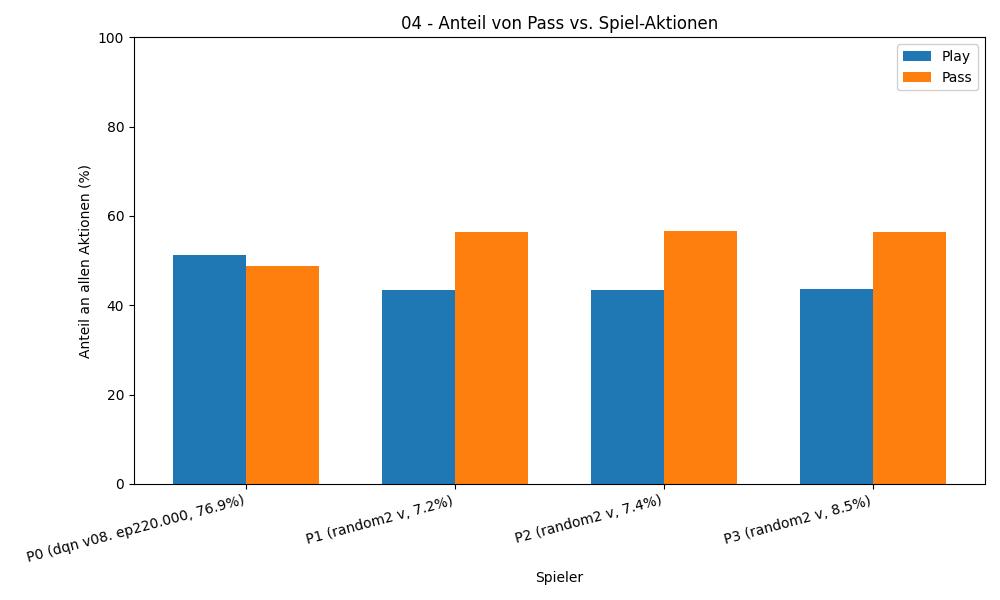 04 - Anteil von Pass vs. Spiel-Aktionen
Play
Pass
Anteil an allen Aktionen (%)
100
80
60
40
20
0
P0 (dqn v08. ep220.000, 76.9%)
P1 (random2 v, 7.2%)
P2 (random2 v, 7.4%)
P3 (random2 v, 8.5%)
Spieler